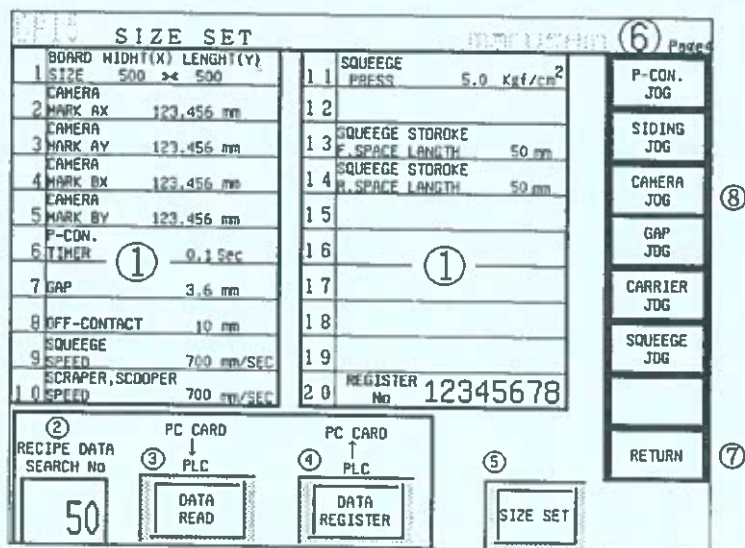 SIZE SET
⑥ Page4
1 BOARD WIDHT(X) LENGHT(Y)
SIZE 500 >< 500
2 CAMERA
MARK AX 123,456 mm
3 CAMERA
MARK AY 123,456 mm
4 CAMERA
MARK BX 123,456 mm
5 CAMERA
MARK BY 123,456 mm
6 P-CON.
TIMER 0.1 Sec
①
7 GAP 3.6 mm
8 OFF-CONTACT 10 mm
9 SQUEEGE
SPEED 700 mm/SEC
10 SCRAPER,SCOOPER
SPEED 700 mm/SEC
11 SQUEEGE
PRESS 5.0 Kgf/cm2
12
13 SQUEEGE STOROKE
F.SPACE LANGTH 50 mm
14 SQUEEGE STOROKE
R.SPACE LANGTH 50 mm
15
16
①
17
18
19
20 REGISTER
No 12345678
P-CON.
JOG
SIDING
JOG
CAMERA
JOG
⑧
GAP
JOG
CARRIER
JOG
SQUEEGE
JOG
RETURN
⑦
②
RECIPE DATA
SEARCH NO
50
PC CARD
↓
③ PLC
DATA
READ
PC CARD
↑
④ PLC
DATA
REGISTER
⑤
SIZE SET